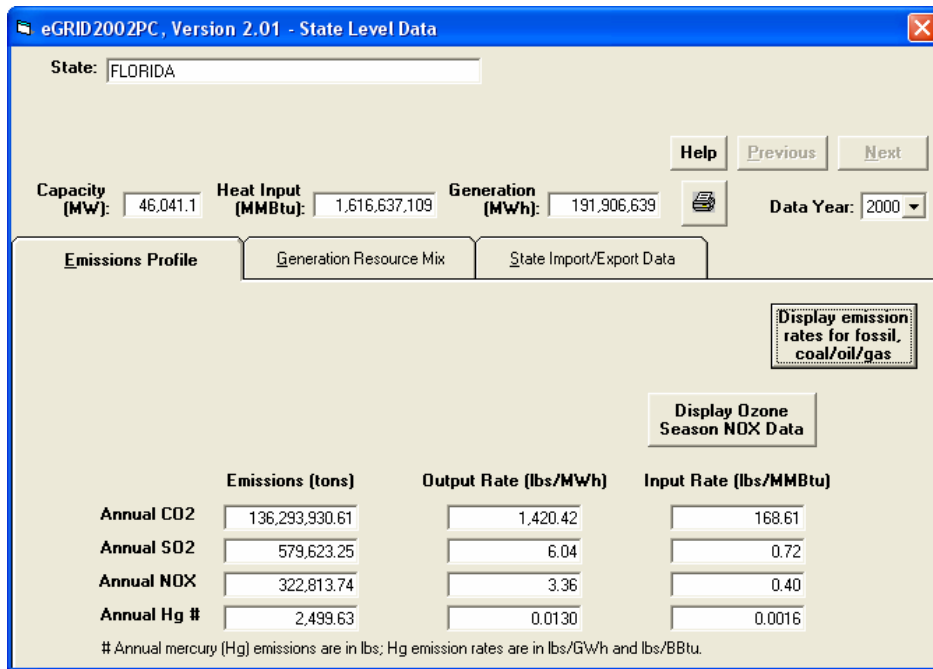 eGRID2002PC, Version 2.01 - State Level Data
State: FLORIDA
Help Previous Next
Capacity (MW): 46,041.1 Heat Input (MMBtu): 1,616,637,109 Generation (MWh): 191,906,639 Data Year: 2000
Emissions Profile Generation Resource Mix State Import/Export Data
Display emission
rates for fossil,
coal/oil/gas
Display Ozone
Season NOX Data
Emissions (tons) Output Rate (lbs/MWh) Input Rate (lbs/MMBtu)
Annual CO2 136,293,930.61 1,420.42 168.61
Annual SO2 579,623.25 6.04 0.72
Annual NOX 322,813.74 3.36 0.40
Annual Hg # 2,499.63 0.0130 0.0016
# Annual mercury (Hg) emissions are in lbs; Hg emission rates are in lbs/GWh and lbs/BBtu.